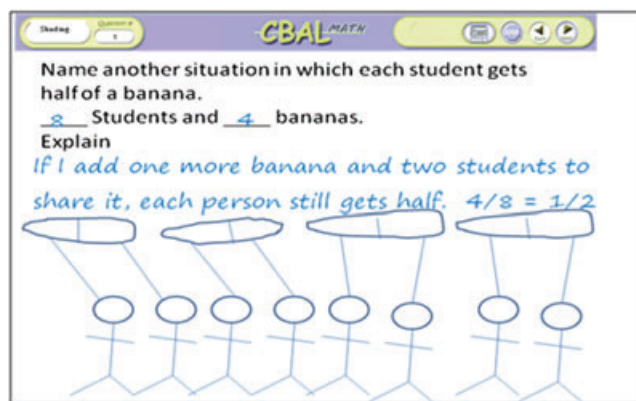 Shading
Question #
1
CBAL MATH
Name another situation in which each student gets
half of a banana.
8 Students and 4 bananas.
Explain
If I add one more banana and two students to
share it, each person still gets half. 4/8 = 1/2